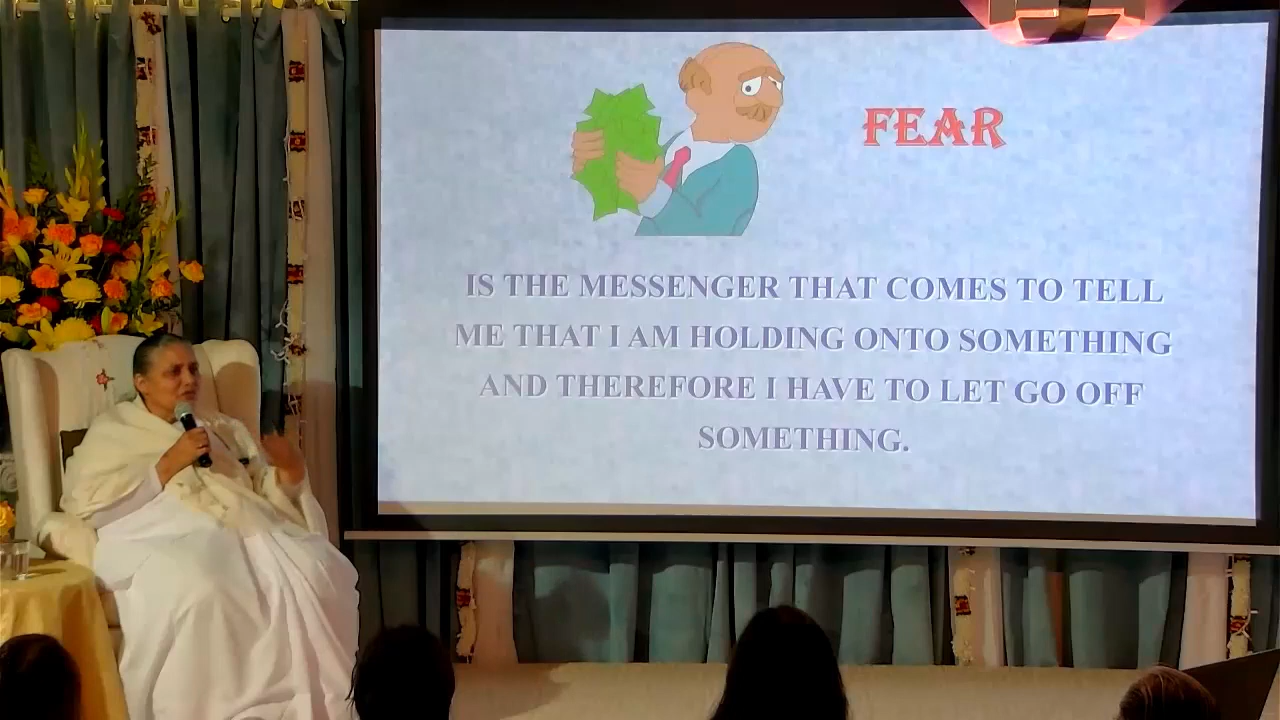 FEAR
IS THE MESSENGER THAT COMES TO TELL
ME THAT I AM HOLDING ONTO SOMETHING
AND THEREFORE I HAVE TO LET GO OFF
SOMETHING.